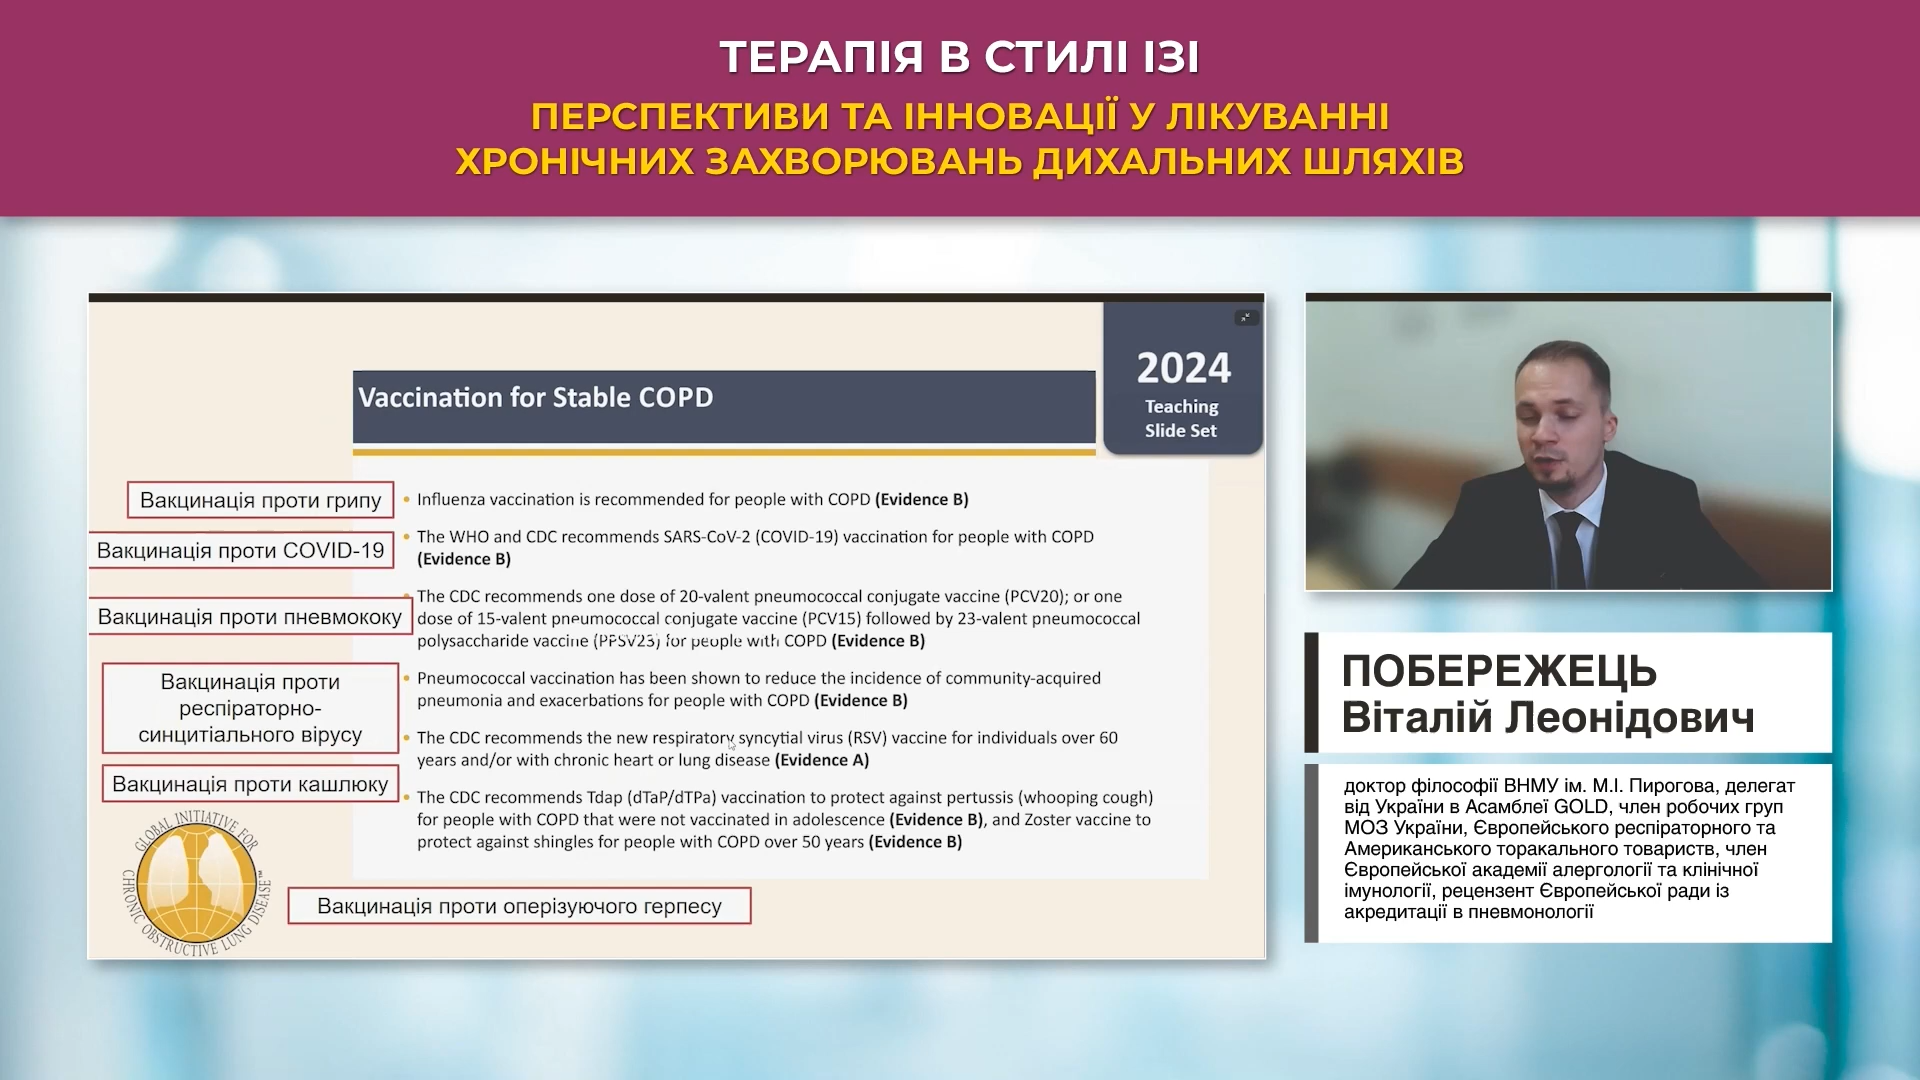 ТЕРАПІЯ В СТИЛІ ІЗІ
ПЕРСПЕКТИВИ ТА ІННОВАЦІЇ У ЛІКУВАННІ
ХРОНІЧНИХ ЗАХВОРЮВАНЬ ДИХАЛЬНИХ ШЛЯХІВ
2024
Teaching
Slide Set
Vaccination for Stable COPD
Вакцинація проти грипу
Вакцинація проти COVID-19
Вакцинація проти пневмококу
Вакцинація проти
респіраторно-
синцитіального вірусу
Вакцинація проти кашлюку
• Influenza vaccination is recommended for people with COPD (Evidence B)
• The WHO and CDC recommends SARS-CoV-2 (COVID-19) vaccination for people with COPD
(Evidence B)
• The CDC recommends one dose of 20-valent pneumococcal conjugate vaccine (PCV20); or one
dose of 15-valent pneumococcal conjugate vaccine (PCV15) followed by 23-valent pneumococcal
polysaccharide vaccine (PPSV23) for people with COPD (Evidence B)
• Pneumococcal vaccination has been shown to reduce the incidence of community-acquired
pneumonia and exacerbations for people with COPD (Evidence B)
• The CDC recommends the new respiratory syncytial virus (RSV) vaccine for individuals over 60
years and/or with chronic heart or lung disease (Evidence A)
• The CDC recommends Tdap (dTaP/dTPa) vaccination to protect against pertussis (whooping cough)
for people with COPD that were not vaccinated in adolescence (Evidence B), and Zoster vaccine to
protect against shingles for people with COPD over 50 years (Evidence B)
GLOBAL INITIATIVE FOR
CHRONIC OBSTRUCTIVE LUNG DISEASE™
Вакцинація проти оперізуючого герпесу
ПОБЕРЕЖЕЦЬ
Віталій Леонідович
доктор філософії ВНМУ ім. М.І. Пирогова, делегат
від України в Асамблеї GOLD, член робочих груп
МОЗ України, Європейського респіраторного та
Американського торакального товариств, член
Європейської академії алергології та клінічної
імунології, рецензент Європейської ради із
акредитації в пневмонології